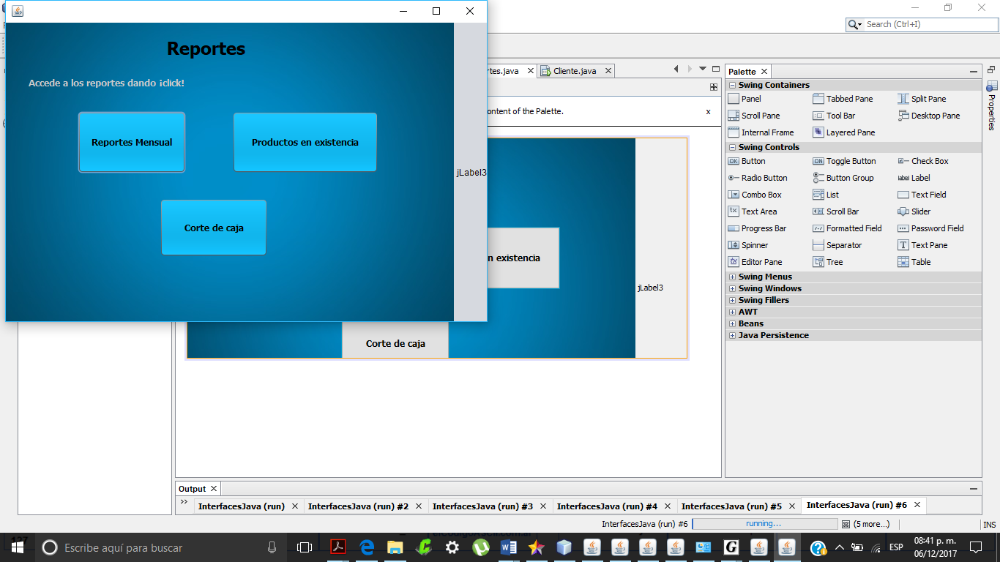 Reportes
Accede a los reportes dando ¡click!
Reportes Mensual
Productos en existencia
Corte de caja
jLabel3
Search (Ctrl+I)
rtes.java
Cliente.java
ontent of the Palette.
x
n existencia
jLabel3
Corte de caja
Palette
Swing Containers
Panel Tabbed Pane Split Pane
Scroll Pane Tool Bar Desktop Pane
Internal Frame Layered Pane
Swing Controls
Button Toggle Button Check Box
Radio Button Button Group Label
Combo Box List Text Field
Text Area Scroll Bar Slider
Progress Bar Formatted Field Password Field
Spinner Separator Text Pane
Editor Pane Tree Table
Swing Menus
Swing Windows
Swing Fillers
AWT
Beans
Java Persistence
Properties
Output
InterfacesJava (run) InterfacesJava (run) #2 InterfacesJava (run) #3 InterfacesJava (run) #4 InterfacesJava (run) #5 InterfacesJava (run) #6
InterfacesJava (run) #6 running... (5 more...) INS
Escribe aquí para buscar
ESP
08:41 p. m.
06/12/2017